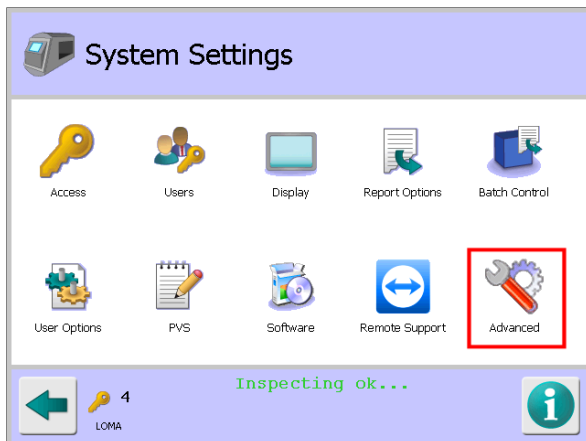 System Settings
Access
Users
Display
Report Options
Batch Control
User Options
PVS
Software
Remote Support
Advanced
Inspecting ok...
4
LOMA